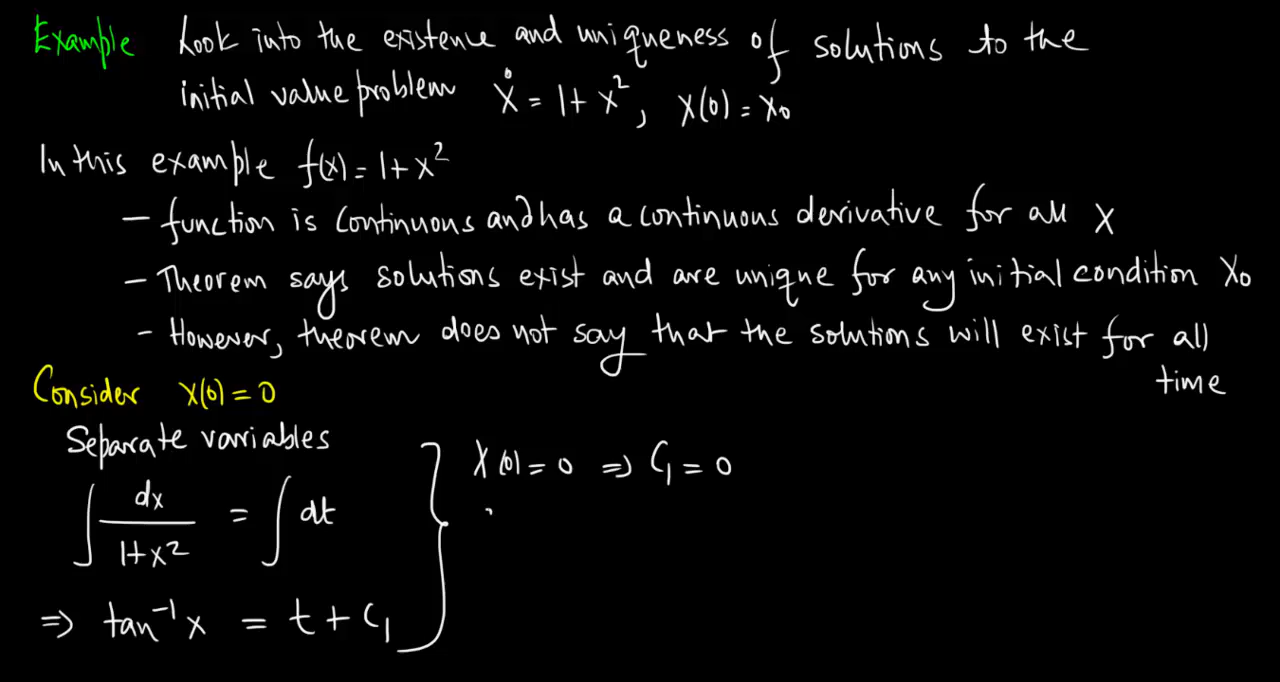 Example Look into the existence and uniqueness of solutions to the
initial value problem ẋ = 1 + x², x(0) = x₀
In this example f(x) = 1 + x²
– function is continuous and has a continuous derivative for all x
– Theorem says solutions exist and are unique for any initial condition x₀
– However, theorem does not say that the solutions will exist for all
time
Consider x(0) = 0
Separate variables
∫ dx / (1 + x²) = ∫ dt
⇒ tan⁻¹ x = t + C₁
x(0) = 0 ⇒ C₁ = 0